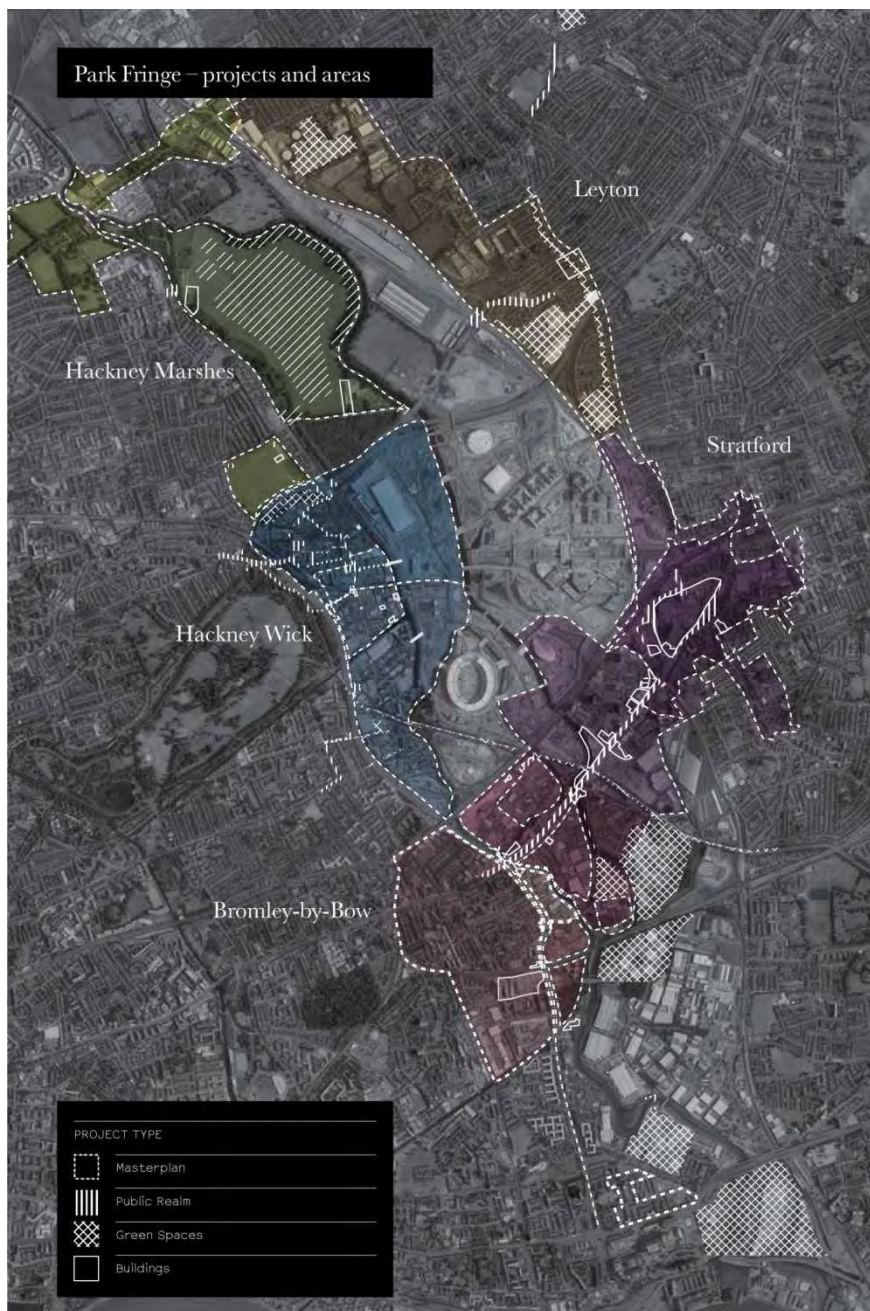 Park Fringe – projects and areas
Leyton
Hackney Marshes
Stratford
Hackney Wick
Bromley-by-Bow
PROJECT TYPE
Masterplan
Public Realm
Green Spaces
Buildings